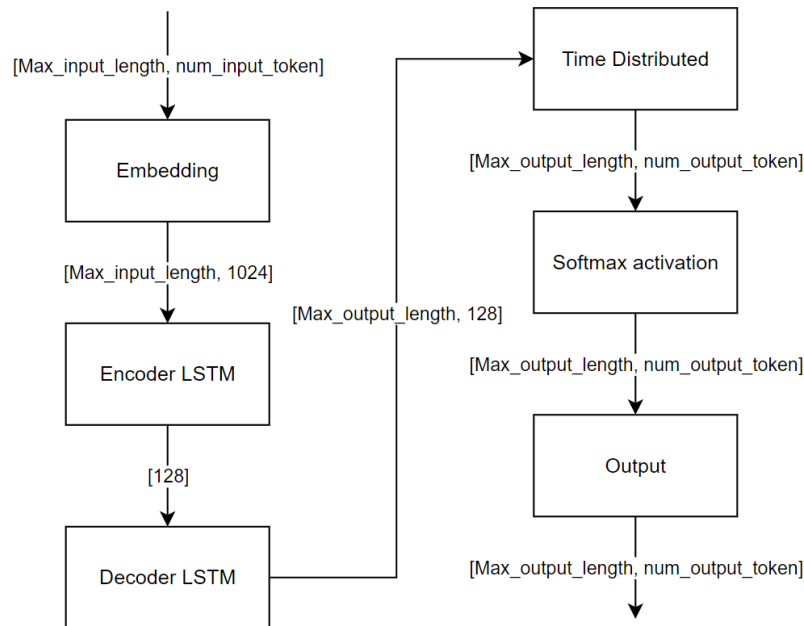 [Max_input_length, num_input_token]
Embedding
[Max_input_length, 1024]
Encoder LSTM
[128]
Decoder LSTM
[Max_output_length, 128]
Time Distributed
[Max_output_length, num_output_token]
Softmax activation
[Max_output_length, num_output_token]
Output
[Max_output_length, num_output_token]